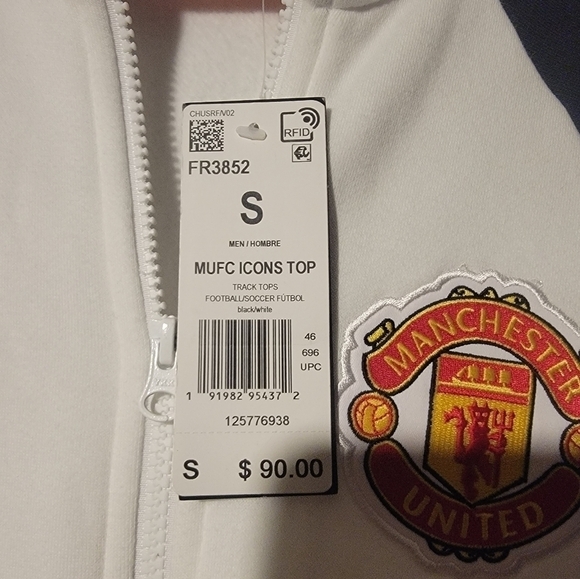 CHUSRF/V02
RFID
FR3852
S
MEN / HOMBRE
MUFC ICONS TOP
TRACK TOPS
FOOTBALL/SOCCER FÚTBOL
black/white
46
696
UPC
1 91982 95437 2
125776938
S $ 90.00
MANCHESTER
UNITED